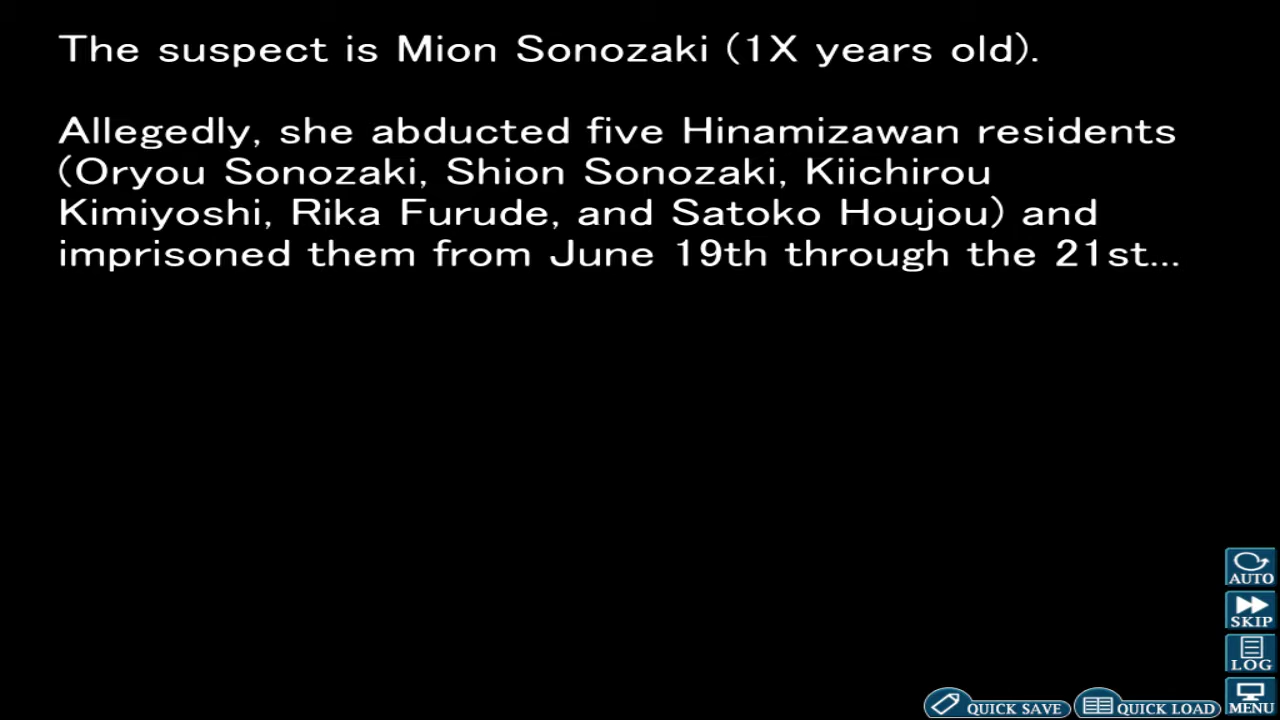 The suspect is Mion Sonozaki (1X years old).
Allegedly, she abducted five Hinamizawan residents
(Oryou Sonozaki, Shion Sonozaki, Kiichirou
Kimiyoshi, Rika Furude, and Satoko Houjou) and
imprisoned them from June 19th through the 21st...
AUTO
SKIP
LOG
MENU
QUICK SAVE
QUICK LOAD